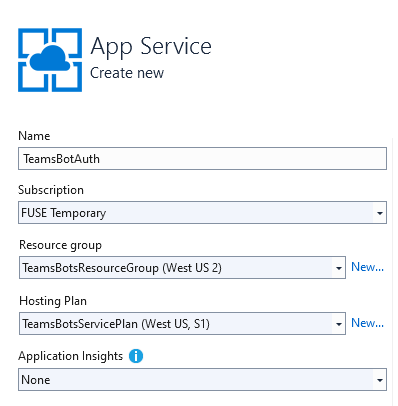 App Service
Create new
Name
TeamsBotAuth
Subscription
FUSE Temporary
Resource group
TeamsBotsResourceGroup (West US 2)
New...
Hosting Plan
TeamsBotsServicePlan (West US, S1)
New...
Application Insights
None